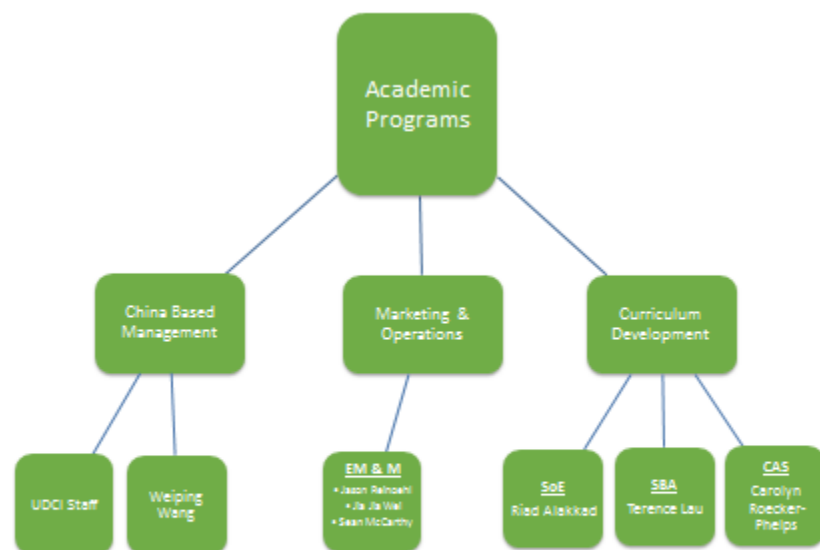 Academic
Programs
China Based
Management
Marketing &
Operations
Curriculum
Development
UDCI Staff
Weiping
Wang
EM & M
• Jason Reinoehl
• Jia Jia Wei
• Sean McCarthy
SoE
Riad Alakkad
SBA
Terence Lau
CAS
Carolyn
Roecker-
Phelps